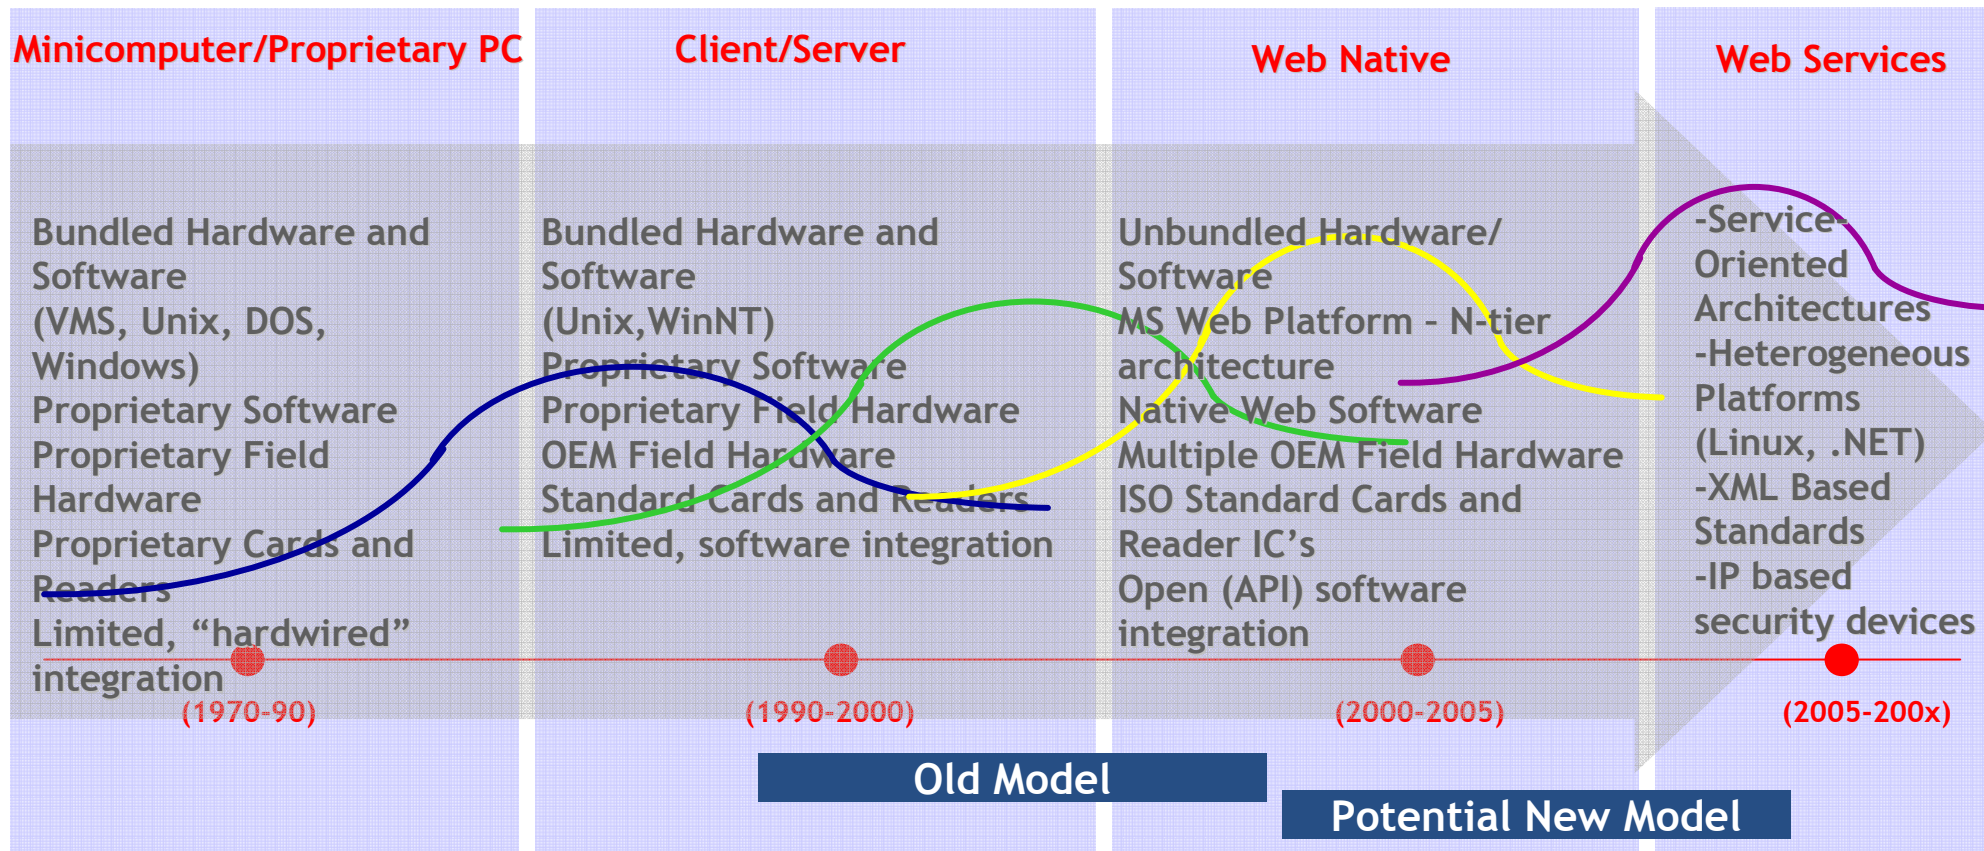 Minicomputer/Proprietary PC
Client/Server
Web Native
Web Services
Bundled Hardware and
Software
(VMS, Unix, DOS,
Windows)
Proprietary Software
Proprietary Field
Hardware
Proprietary Cards and
Readers
Limited, “hardwired”
integration
Bundled Hardware and
Software
(Unix,WinNT)
Proprietary Software
Proprietary Field Hardware
OEM Field Hardware
Standard Cards and Readers
Limited, software integration
Unbundled Hardware/
Software
MS Web Platform – N-tier
architecture
Native Web Software
Multiple OEM Field Hardware
ISO Standard Cards and
Reader IC’s
Open (API) software
integration
-Service-
Oriented
Architectures
-Heterogeneous
Platforms
(Linux, .NET)
-XML Based
Standards
-IP based
security devices
(1970-90)
(1990-2000)
(2000-2005)
(2005-200x)
Old Model
Potential New Model